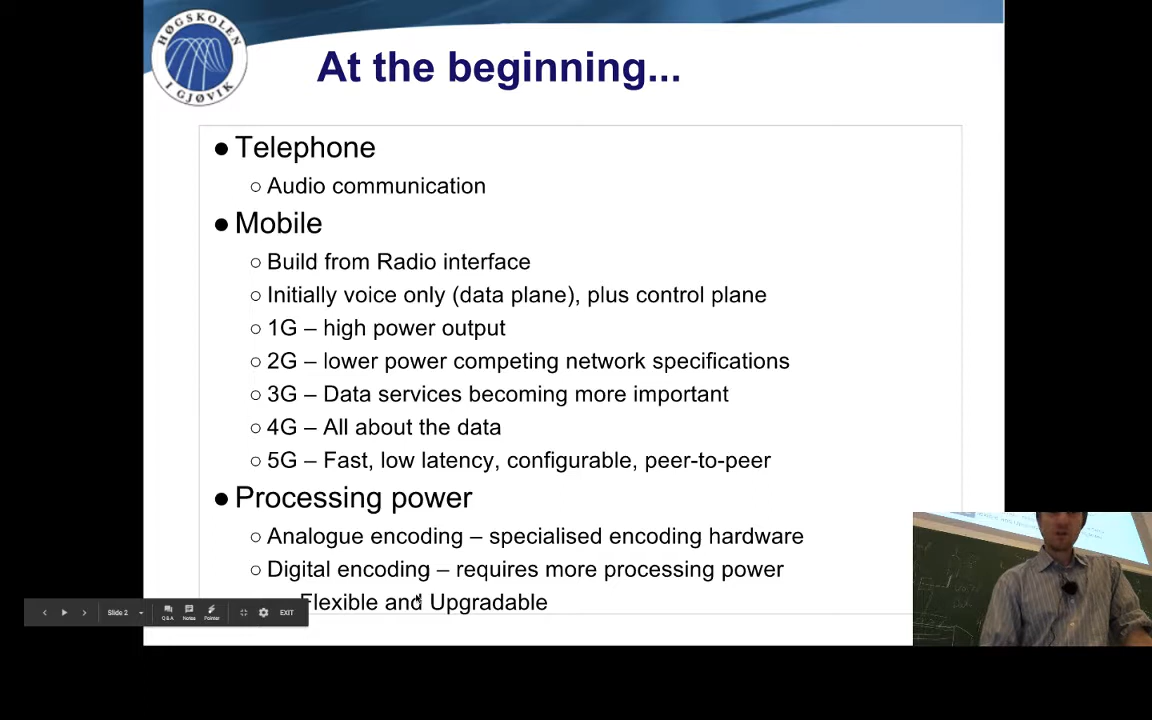 HØGSKOLEN
I GJØVIK
At the beginning...
● Telephone
○ Audio communication
● Mobile
○ Build from Radio interface
○ Initially voice only (data plane), plus control plane
○ 1G – high power output
○ 2G – lower power competing network specifications
○ 3G – Data services becoming more important
○ 4G – All about the data
○ 5G – Fast, low latency, configurable, peer-to-peer
● Processing power
○ Analogue encoding – specialised encoding hardware
○ Digital encoding – requires more processing power
Flexible and Upgradable
Slide 2
Q&A
Notes
Pointer
EXIT